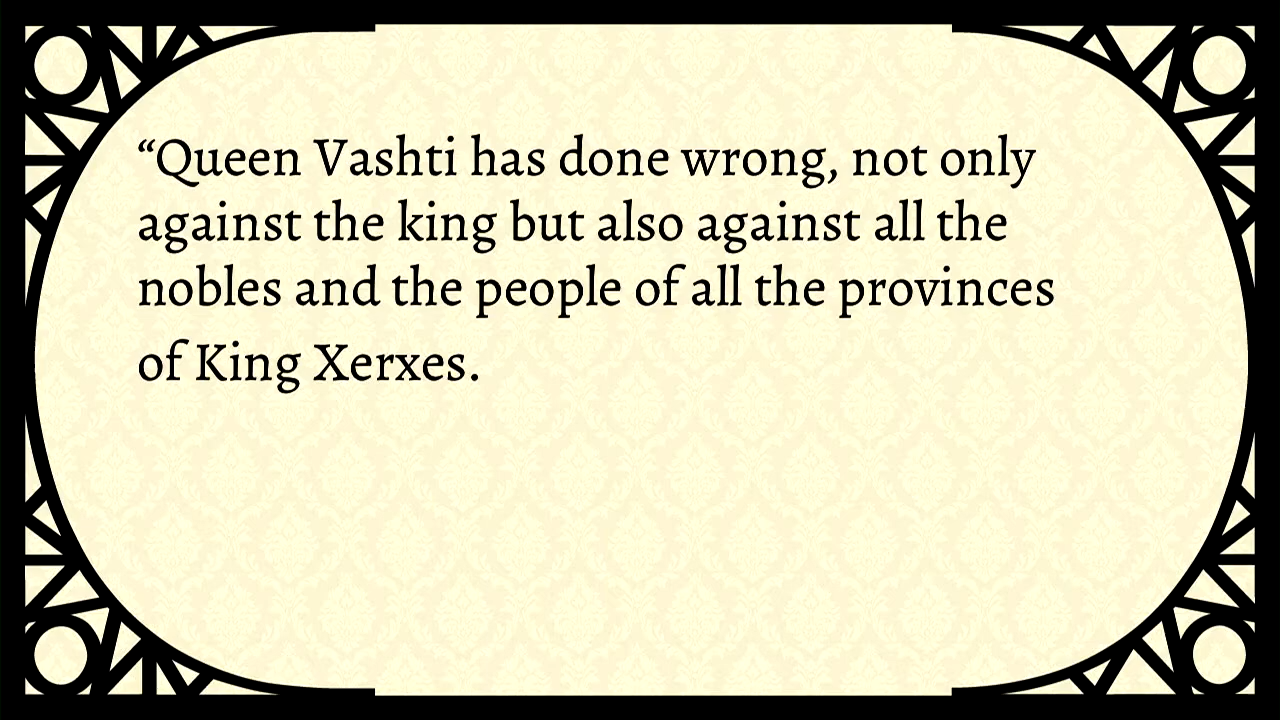 “Queen Vashti has done wrong, not only
against the king but also against all the
nobles and the people of all the provinces
of King Xerxes.